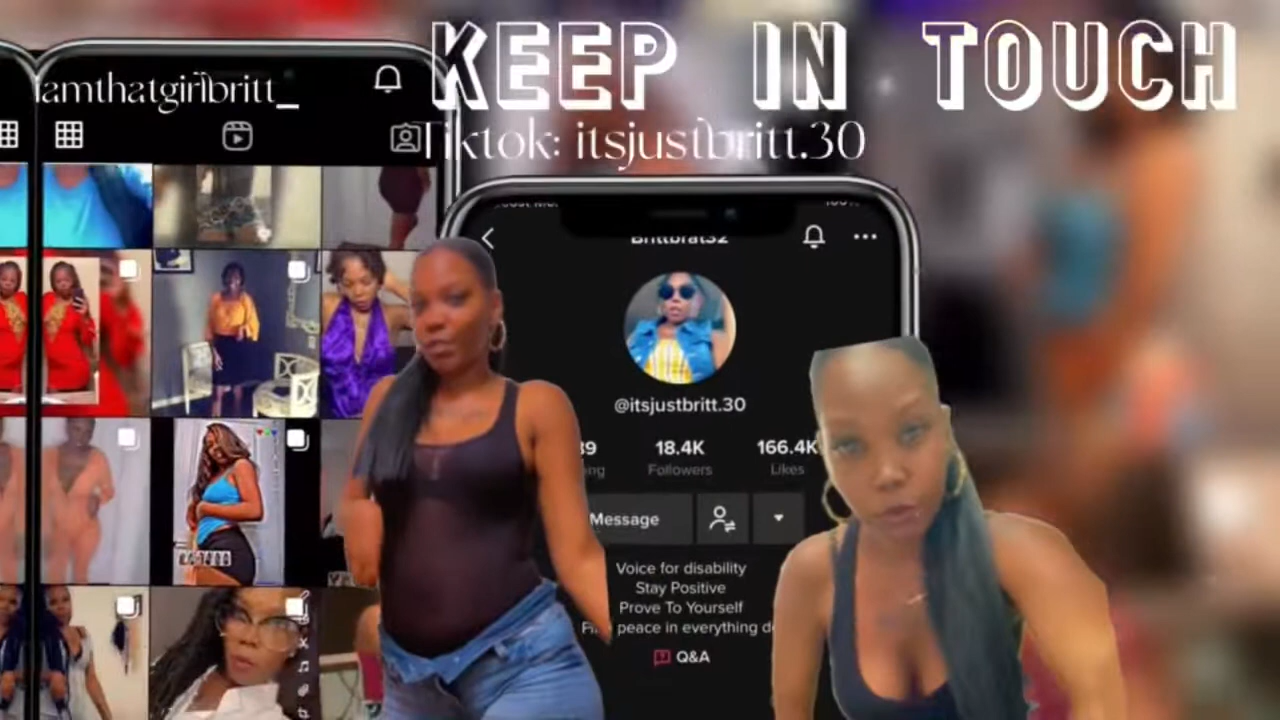 KEEP IN TOUCH
iamthatgirlbritt_
Tiktok: itsjustbritt.30
Brittbrat32
@itsjustbritt.30
18.4K 166.4K
Followers Likes
Message
Voice for disability
Stay Positive
Prove To Yourself
peace in everything
Q&A